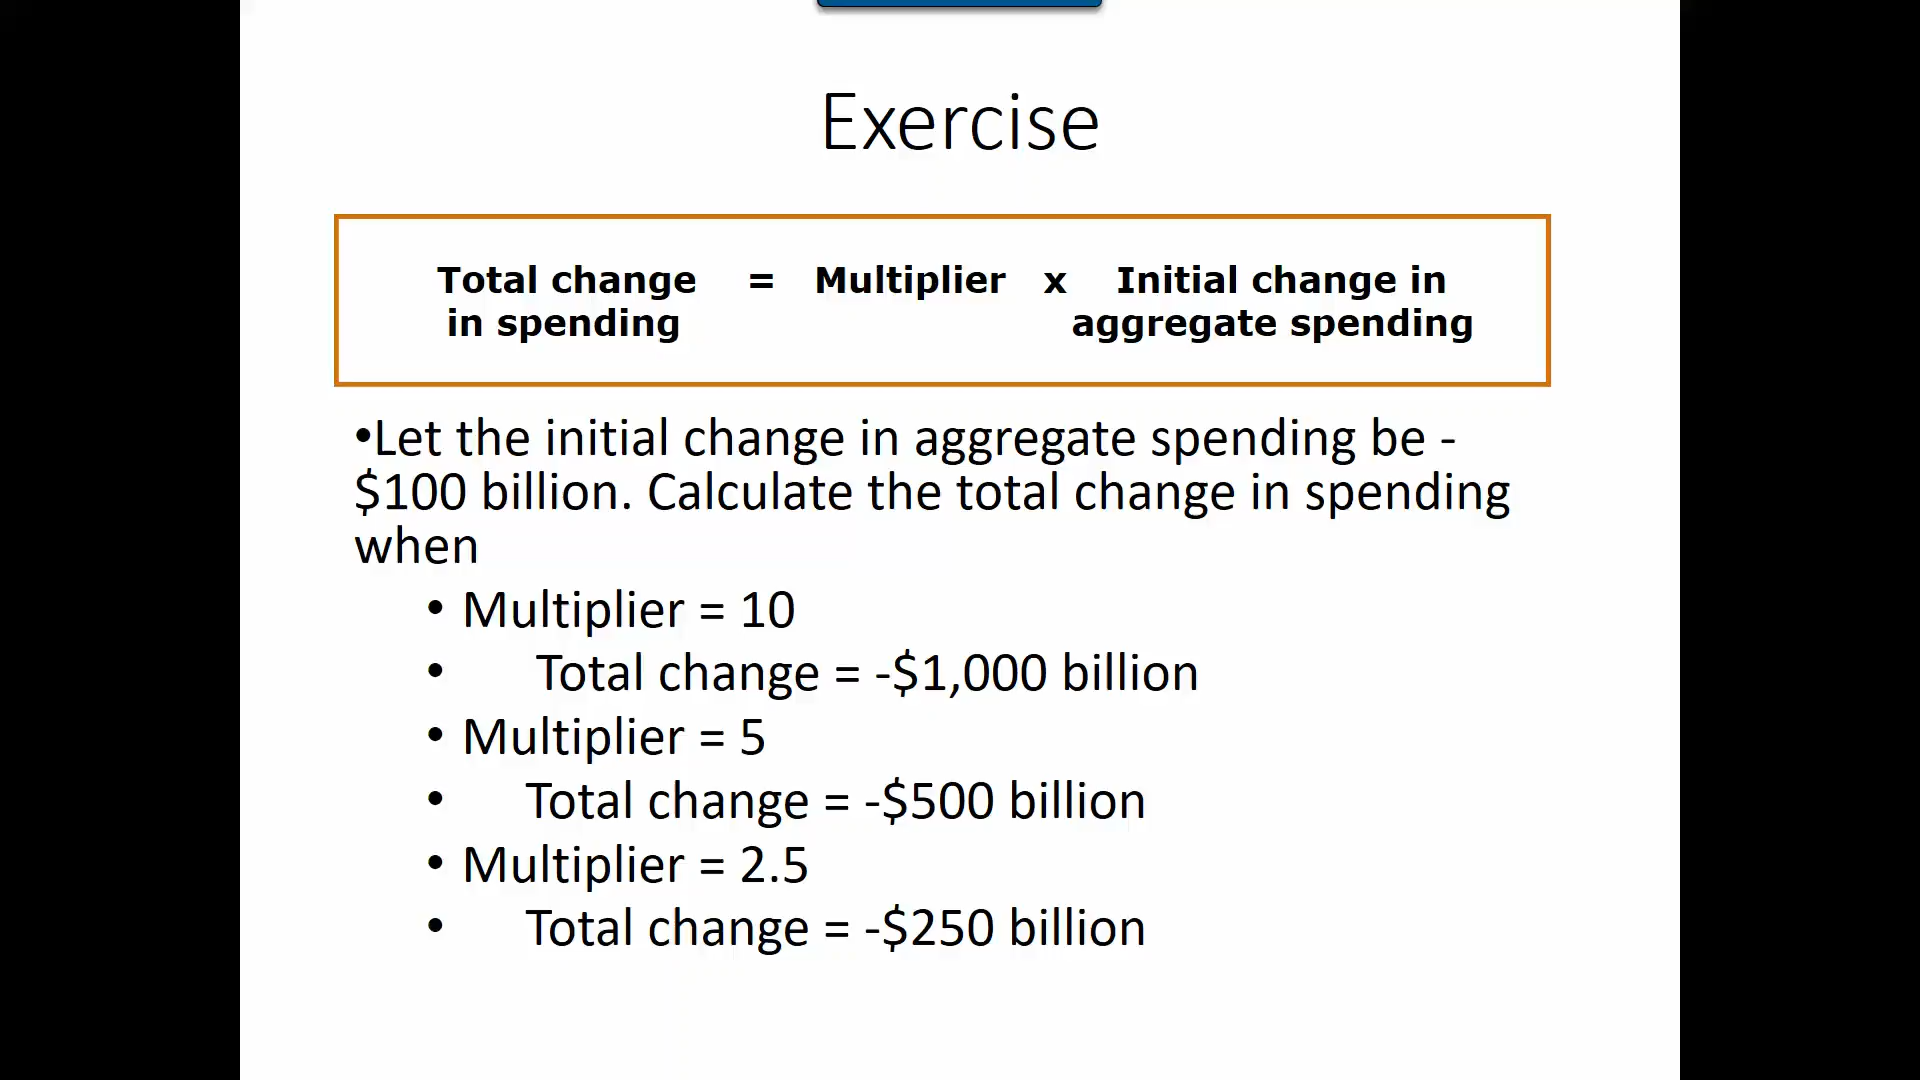 Exercise
Total change = Multiplier x Initial change in
in spending aggregate spending
•Let the initial change in aggregate spending be -
$100 billion. Calculate the total change in spending
when
• Multiplier = 10
• Total change = -$1,000 billion
• Multiplier = 5
• Total change = -$500 billion
• Multiplier = 2.5
• Total change = -$250 billion